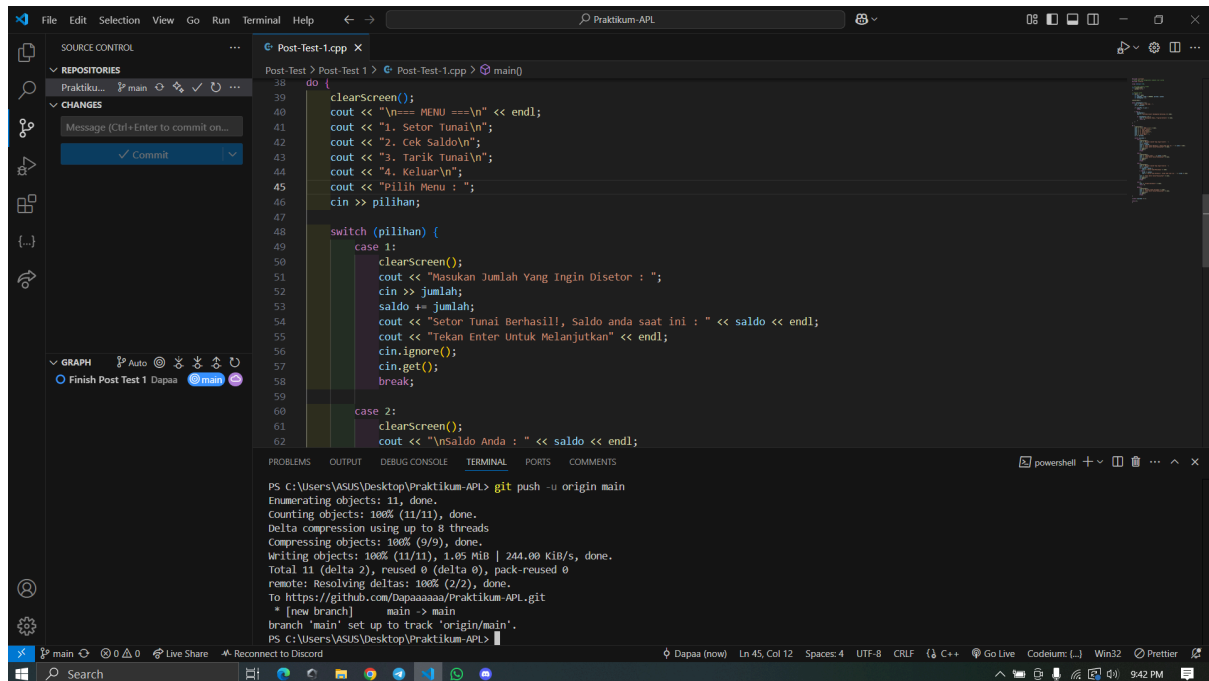 File Edit Selection View Go Run Terminal Help
Praktikum-APL
SOURCE CONTROL
REPOSITORIES
Praktiku... main
CHANGES
Message (Ctrl+Enter to commit on...
Commit
GRAPH Auto
Finish Post Test 1 Dapaa main
Post-Test-1.cpp
Post-Test > Post-Test 1 > Post-Test-1.cpp > main()
38 do {
39 clearScreen();
40 cout << "\n=== MENU ===\n" << endl;
41 cout << "1. Setor Tunai\n";
42 cout << "2. Cek Saldo\n";
43 cout << "3. Tarik Tunai\n";
44 cout << "4. Keluar\n";
45 cout << "Pilih Menu : ";
46 cin >> pilihan;
47
48 switch (pilihan) {
49 case 1:
50 clearScreen();
51 cout << "Masukan Jumlah Yang Ingin Disetor : ";
52 cin >> jumlah;
53 saldo += jumlah;
54 cout << "Setor Tunai Berhasil!, Saldo anda saat ini : " << saldo << endl;
55 cout << "Tekan Enter Untuk Melanjutkan" << endl;
56 cin.ignore();
57 cin.get();
58 break;
59
60 case 2:
61 clearScreen();
62 cout << "\nSaldo Anda : " << saldo << endl;
PROBLEMS OUTPUT DEBUG CONSOLE TERMINAL PORTS COMMENTS
powershell
PS C:\Users\ASUS\Desktop\Praktikum-APL> git push -u origin main
Enumerating objects: 11, done.
Counting objects: 100% (11/11), done.
Delta compression using up to 8 threads
Compressing objects: 100% (9/9), done.
Writing objects: 100% (11/11), 1.05 MiB | 244.00 KiB/s, done.
Total 11 (delta 2), reused 0 (delta 0), pack-reused 0
remote: Resolving deltas: 100% (2/2), done.
To https://github.com/Dapaaaaaa/Praktikum-APL.git
* [new branch] main -> main
branch 'main' set up to track 'origin/main'.
PS C:\Users\ASUS\Desktop\Praktikum-APL>
main 0 0 Live Share Reconnect to Discord Dapaa (now) Ln 45, Col 12 Spaces: 4 UTF-8 CRLF C++ Go Live Codeium: {...} Win32 Prettier
Search 9:42 PM